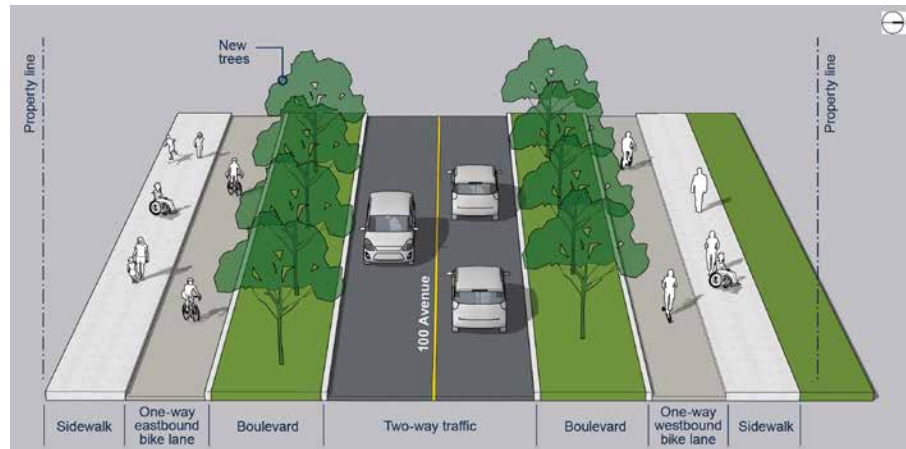 New
trees
Property line
Property line
100 Avenue
Sidewalk
One-way
eastbound
bike lane
Boulevard
Two-way traffic
Boulevard
One-way
westbound
bike lane
Sidewalk